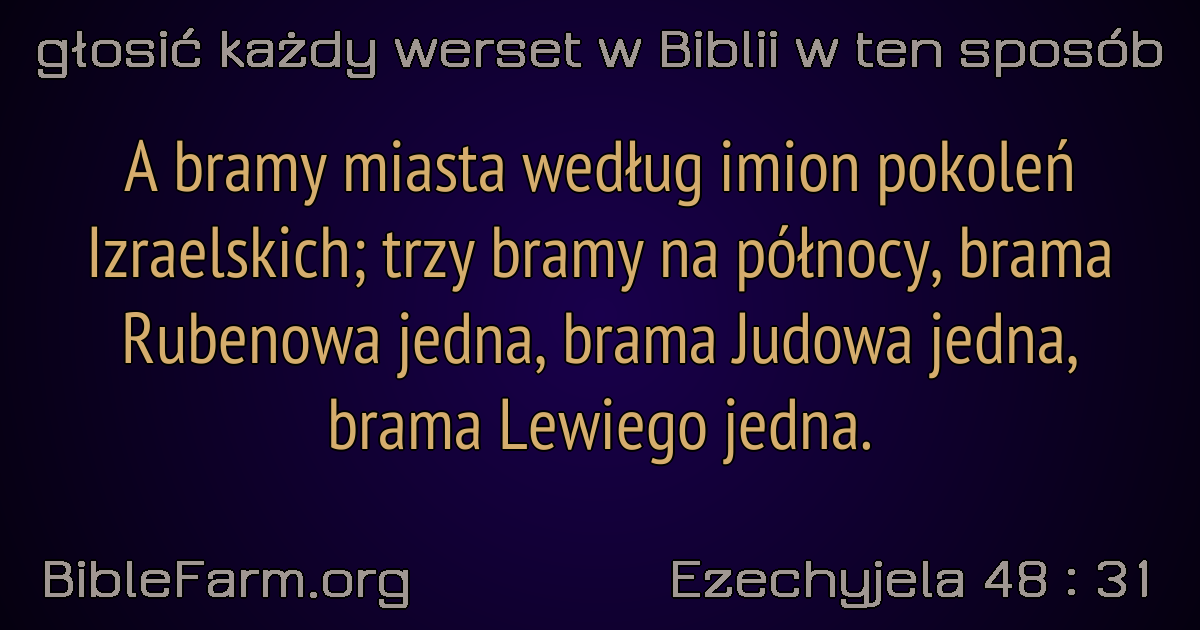 głosić każdy werset w Biblii w ten sposób
A bramy miasta według imion pokoleń
Izraelskich; trzy bramy na północy, brama
Rubenowa jedna, brama Judowa jedna,
brama Lewiego jedna.
BibleFarm.org
Ezechyjela 48 : 31